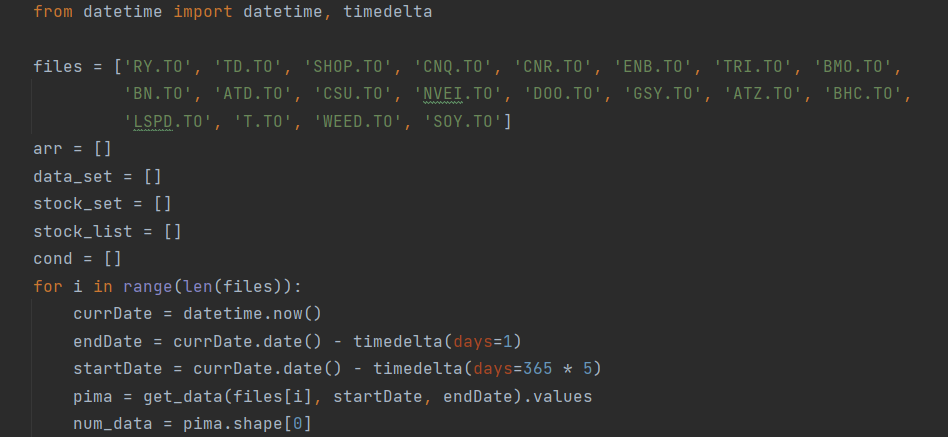 from datetime import datetime, timedelta
files = ['RY.TO', 'TD.TO', 'SHOP.TO', 'CNQ.TO', 'CNR.TO', 'ENB.TO', 'TRI.TO', 'BMO.TO',
'BN.TO', 'ATD.TO', 'CSU.TO', 'NVEI.TO', 'DOO.TO', 'GSY.TO', 'ATZ.TO', 'BHC.TO',
'LSPD.TO', 'T.TO', 'WEED.TO', 'SOY.TO']
arr = []
data_set = []
stock_set = []
stock_list = []
cond = []
for i in range(len(files)):
currDate = datetime.now()
endDate = currDate.date() - timedelta(days=1)
startDate = currDate.date() - timedelta(days=365 * 5)
pima = get_data(files[i], startDate, endDate).values
num_data = pima.shape[0]